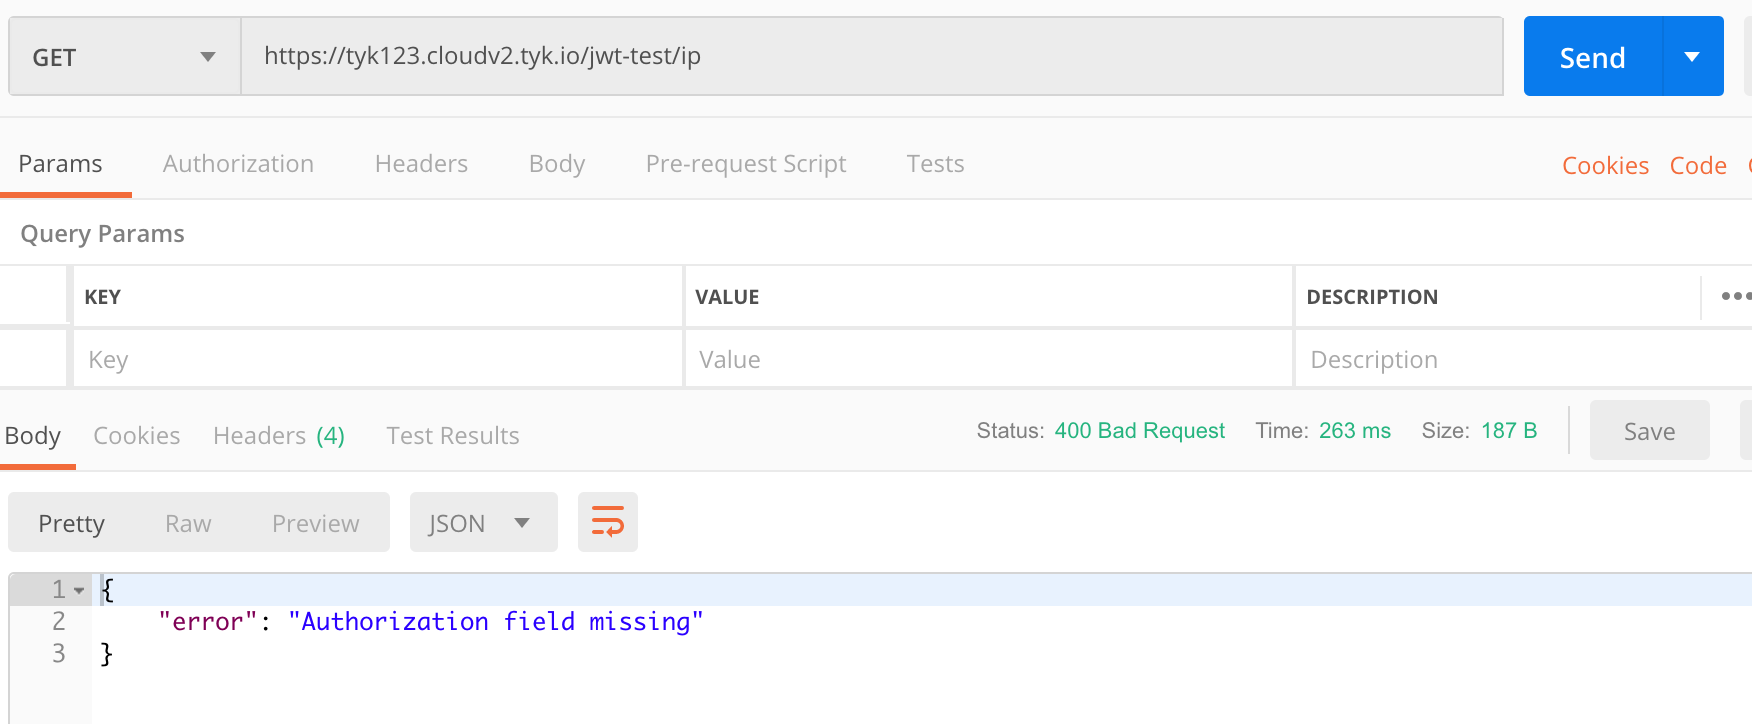 GET https://tyk123.cloudv2.tyk.io/jwt-test/ip Send
Params Authorization Headers Body Pre-request Script Tests Cookies Code
Query Params
KEY VALUE DESCRIPTION
Key Value Description
Body Cookies Headers (4) Test Results Status: 400 Bad Request Time: 263 ms Size: 187 B Save
Pretty Raw Preview JSON
1 {
2 "error": "Authorization field missing"
3 }